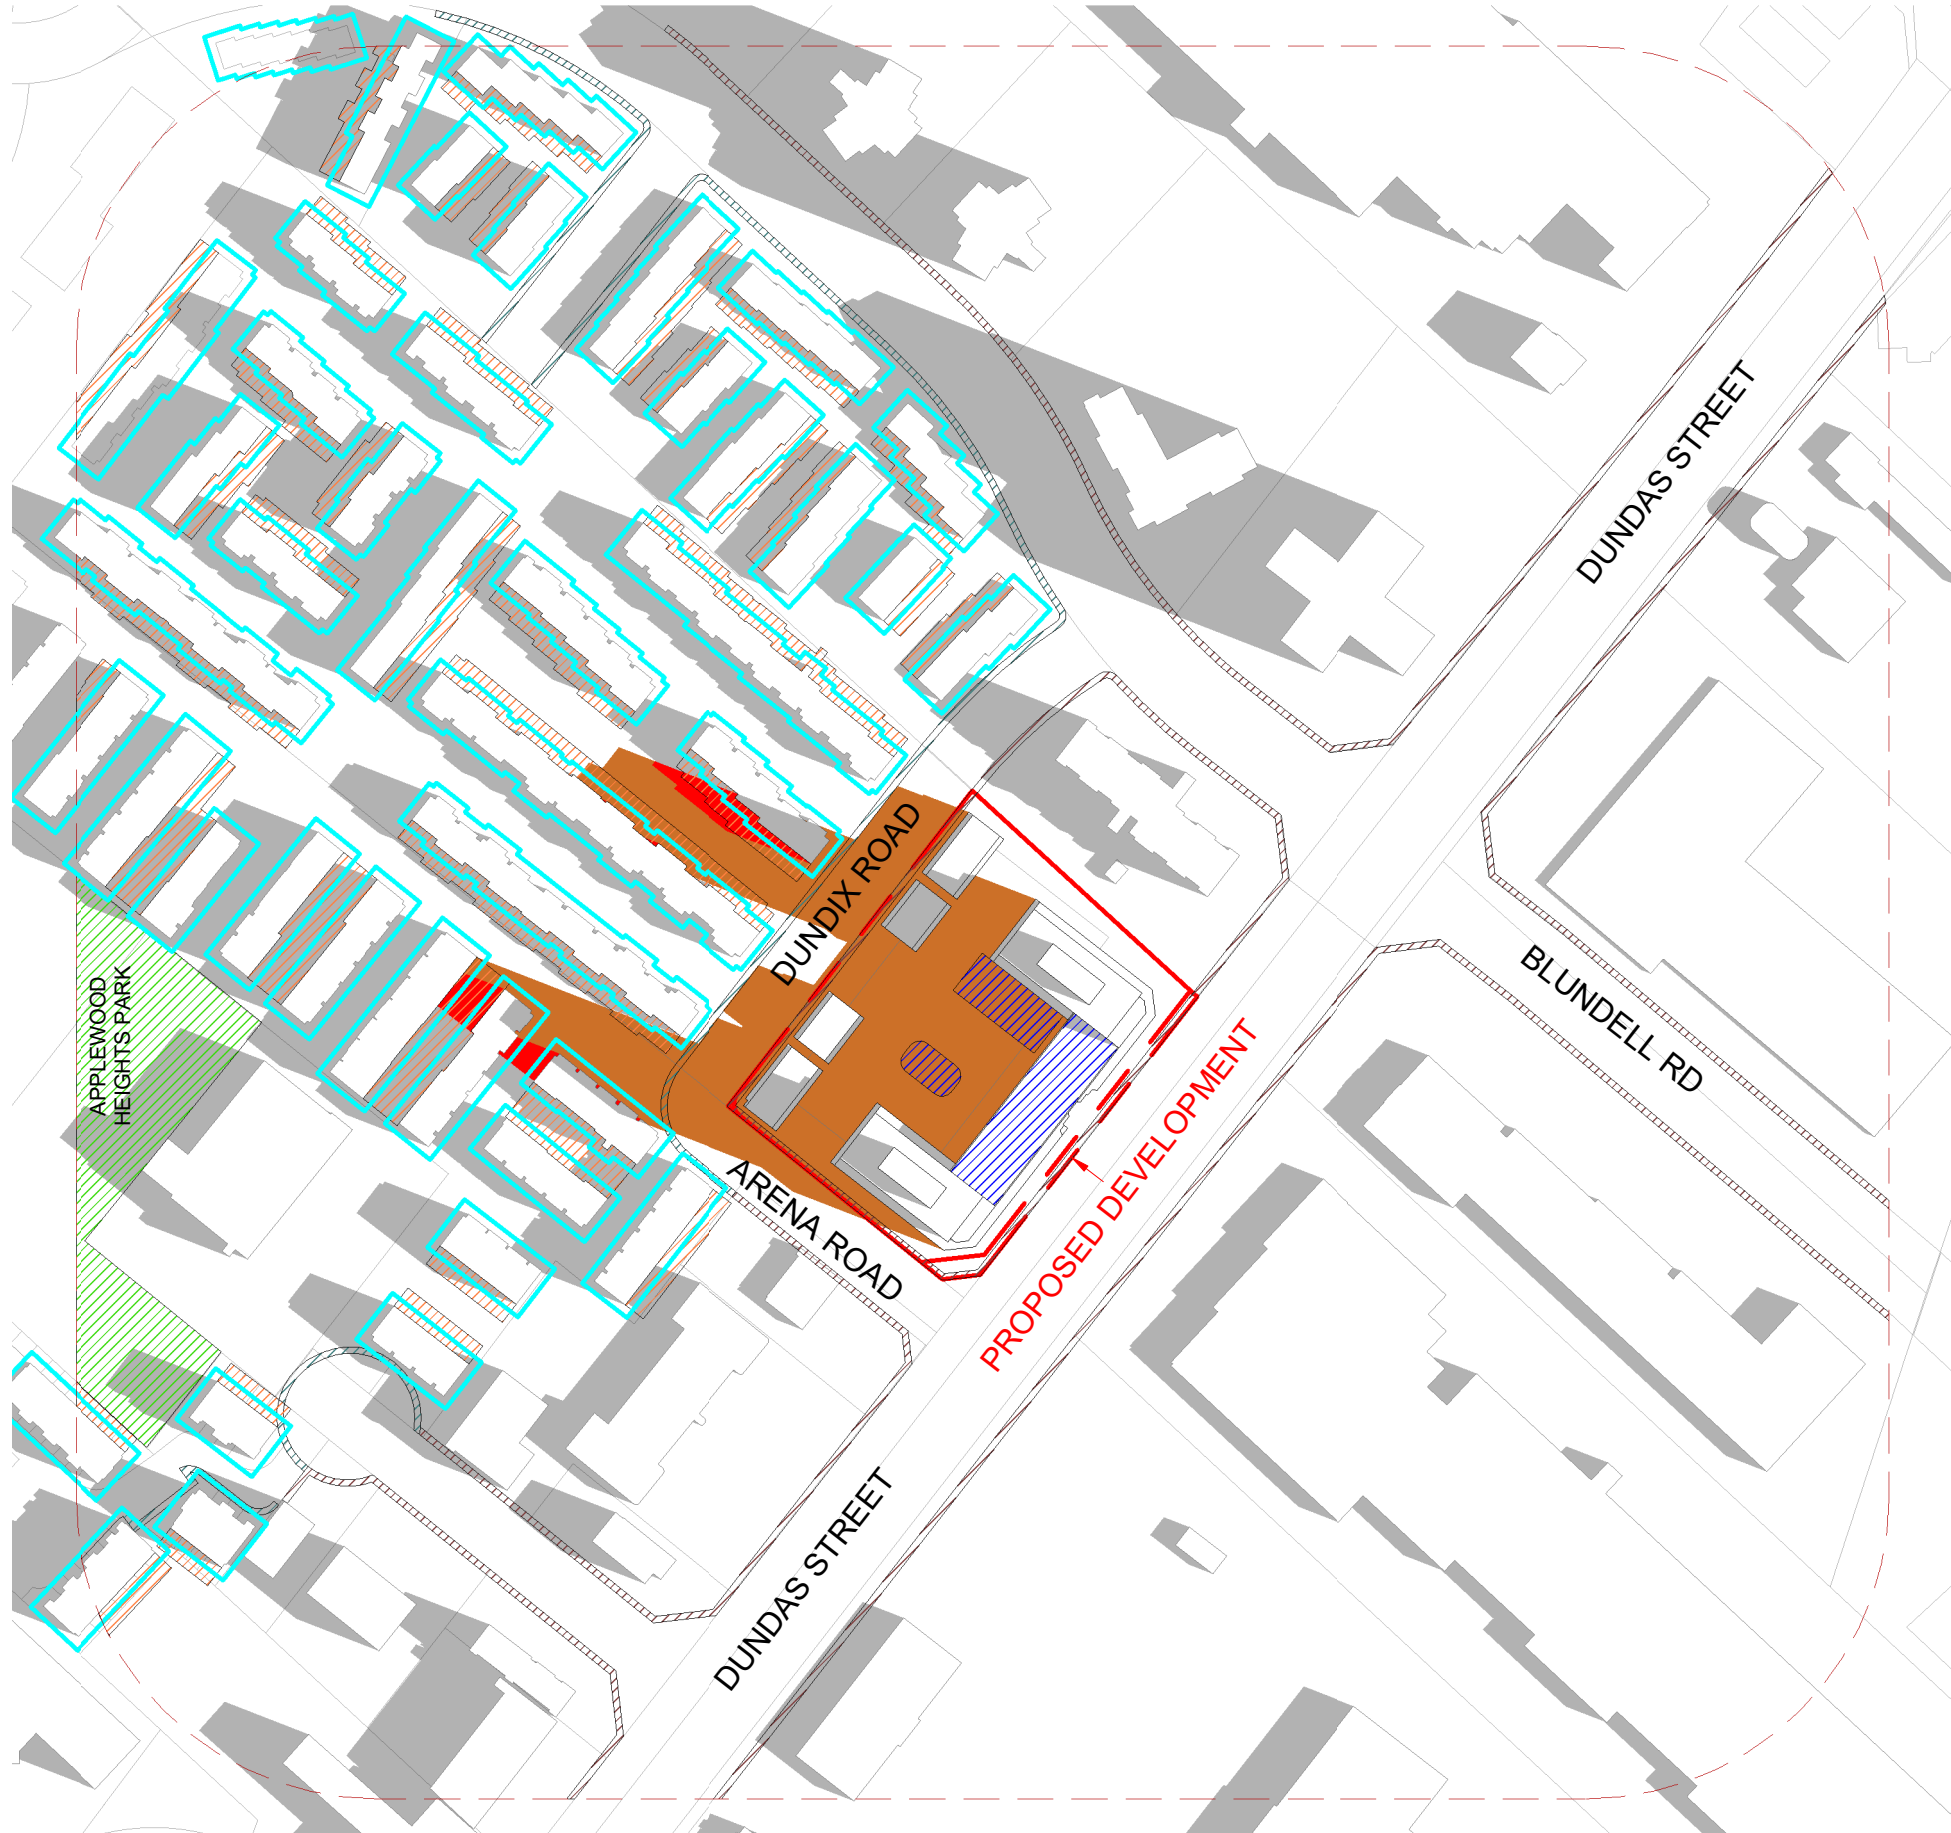 DUNDAS STREET
DUNDIX ROAD
BLUNDELL RD
APPLEWOOD
HEIGHTS PARK
PROPOSED DEVELOPMENT
ARENA ROAD
DUNDAS STREET